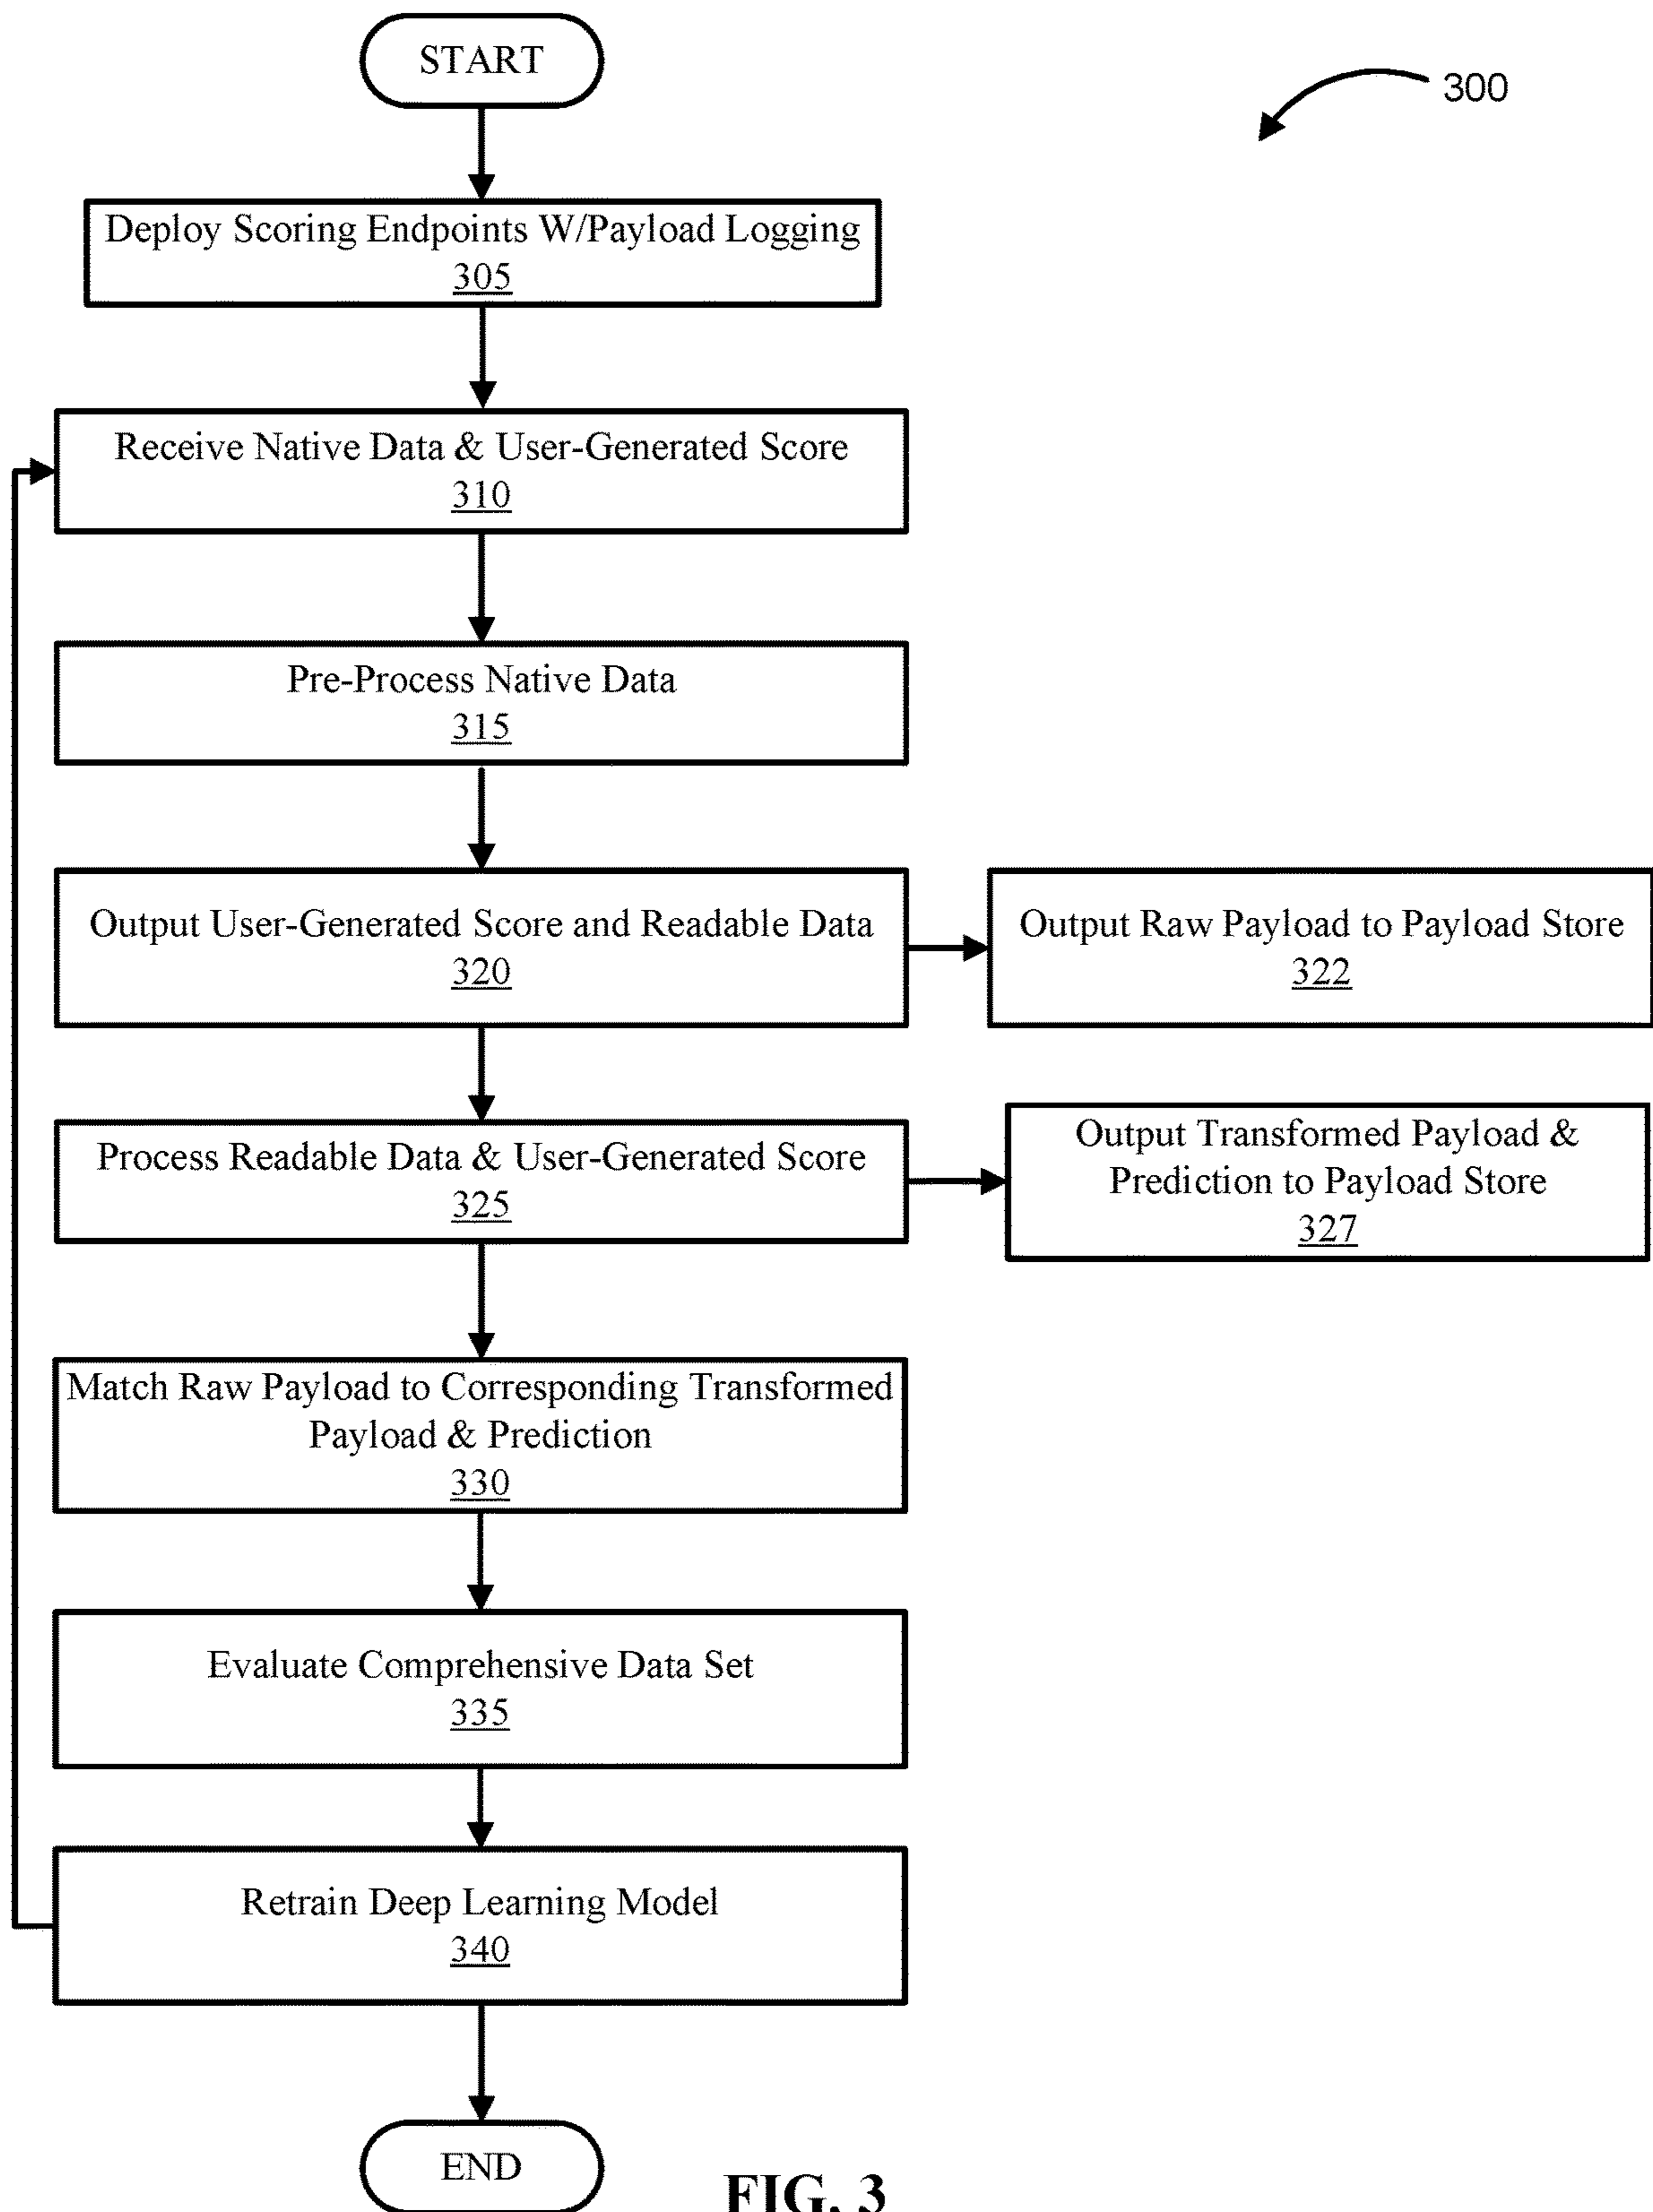 START
300
Deploy Scoring Endpoints W/Payload Logging
305
Receive Native Data & User-Generated Score
310
Pre-Process Native Data
315
Output User-Generated Score and Readable Data
320
Output Raw Payload to Payload Store
322
Process Readable Data & User-Generated Score
325
Output Transformed Payload &
Prediction to Payload Store
327
Match Raw Payload to Corresponding Transformed
Payload & Prediction
330
Evaluate Comprehensive Data Set
335
Retrain Deep Learning Model
340
END
FIG. 3